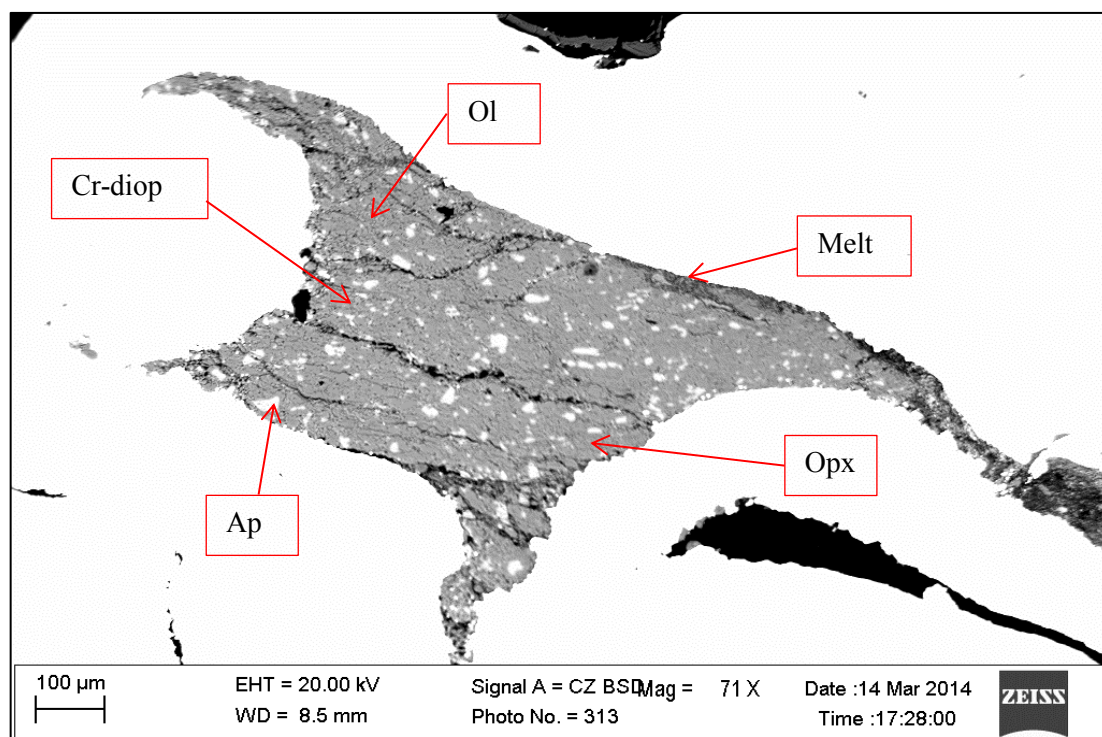 Ol
Cr-diop
Melt
Opx
Ap
100 µm
EHT = 20.00 kV
WD = 8.5 mm
Signal A = CZ BSD
Photo No. = 313
Mag = 71 X
Date :14 Mar 2014
Time :17:28:00
ZEISS